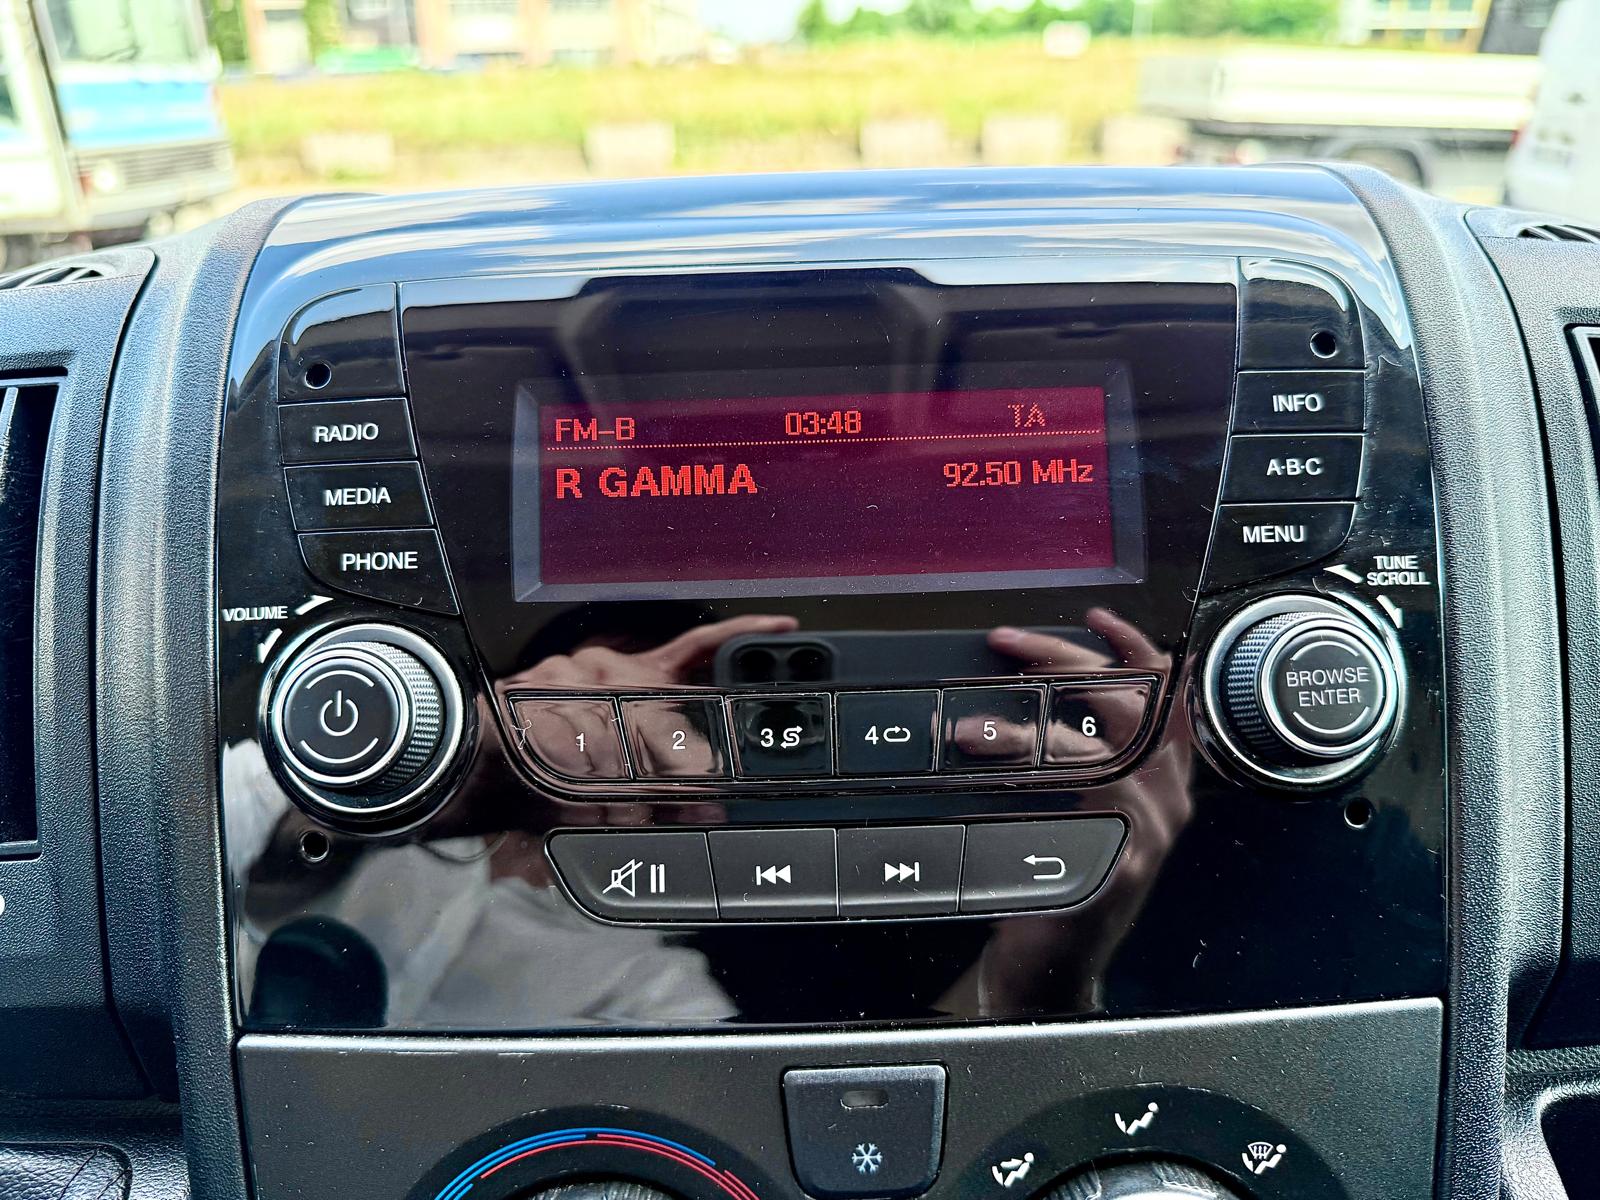 FM-B 03:48 TA
R GAMMA 92.50 MHz
RADIO
MEDIA
PHONE
VOLUME
INFO
A·B·C
MENU
TUNE
SCROLL
BROWSE
ENTER
1 2 3 4 5 6